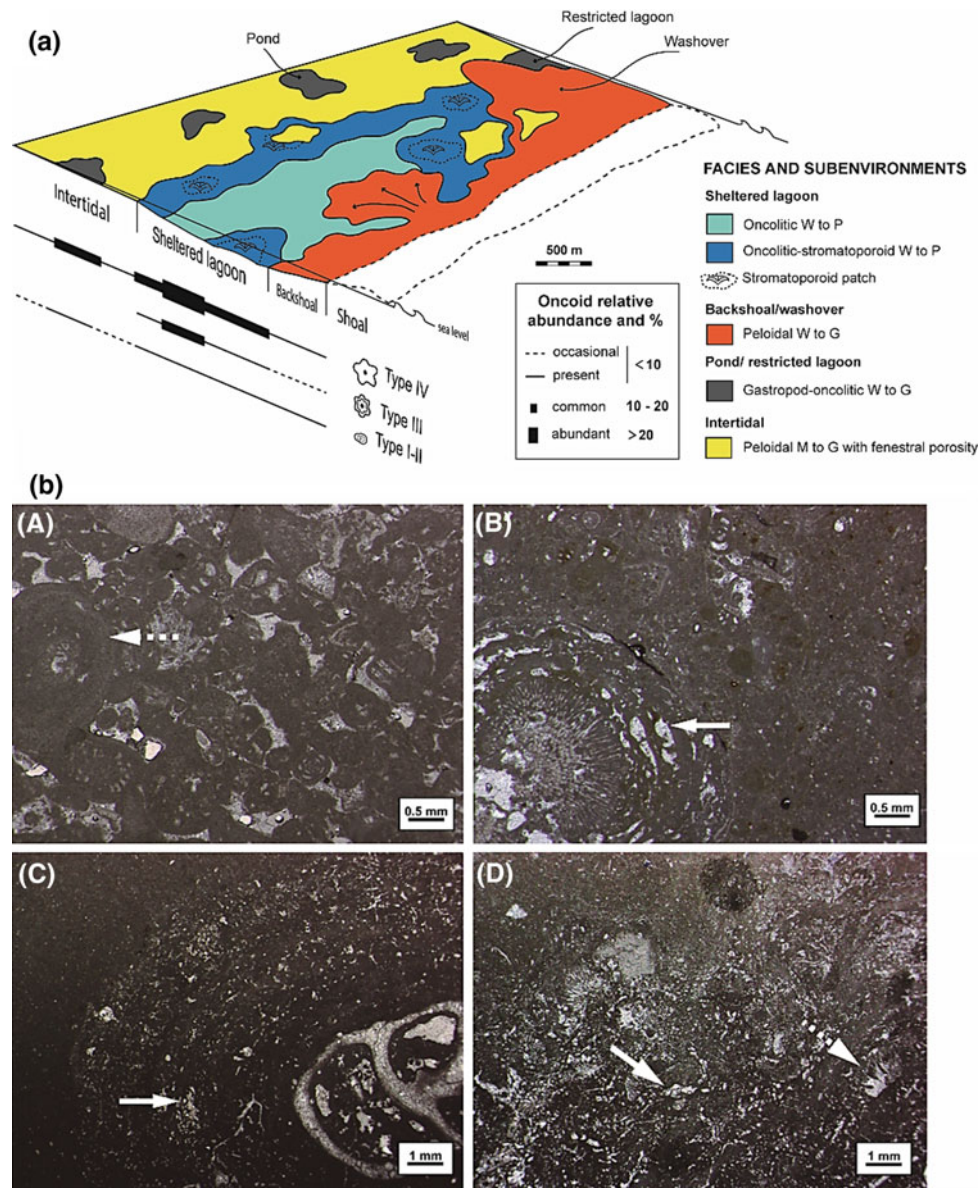 (a)
Pond
Restricted lagoon
Washover
Intertidal
Sheltered lagoon
Backshoal
Shoal
sea level
500 m
Type IV
Type III
Type I-II
Oncoid relative
abundance and %
occasional
present
< 10
common 10 - 20
abundant > 20
FACIES AND SUBENVIRONMENTS
Sheltered lagoon
Oncolitic W to P
Oncolitic-stromatoporoid W to P
Stromatoporoid patch
Backshoal/washover
Peloidal W to G
Pond/ restricted lagoon
Gastropod-oncolitic W to G
Intertidal
Peloidal M to G with fenestral porosity
(b)
(A)
0.5 mm
(B)
0.5 mm
(C)
1 mm
(D)
1 mm